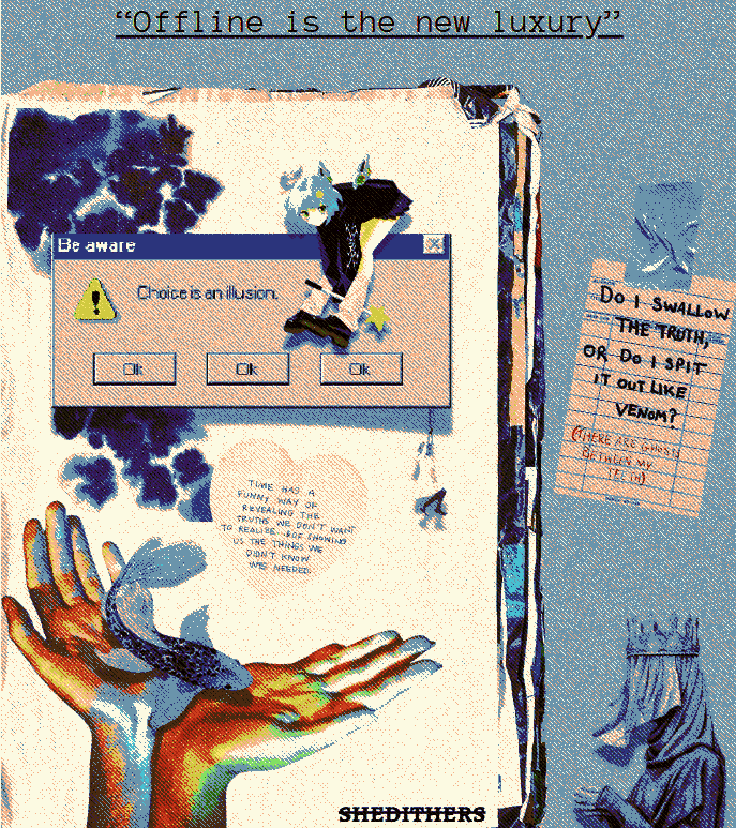 “Offline is the new luxury”
Be aware
Choice is an illusion.
Ok Ok Ok
DO I SWALLOW
THE TRUTH,
OR DO I SPIT
IT OUT LIKE
VENOM?
(THERE ARE GHOSTS
BETWEEN MY
TEETH)
TIME HAS A
FUNNY WAY OF
REVEALING THE
TRUTHS WE DON'T WANT
TO REALIZE
SHOWING
US THE THINGS WE
DIDN'T KNOW
WE NEEDED
SHEDITHERS